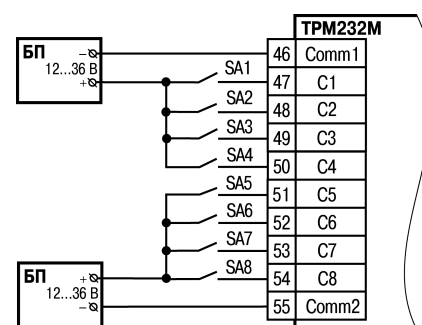 ТРМ232М
БП
–
12...36 В
+
46 Comm1
SA1
47 C1
SA2
48 C2
SA3
49 C3
SA4
50 C4
SA5
51 C5
SA6
52 C6
SA7
53 C7
SA8
54 C8
55 Comm2
БП
+
12...36 В
–